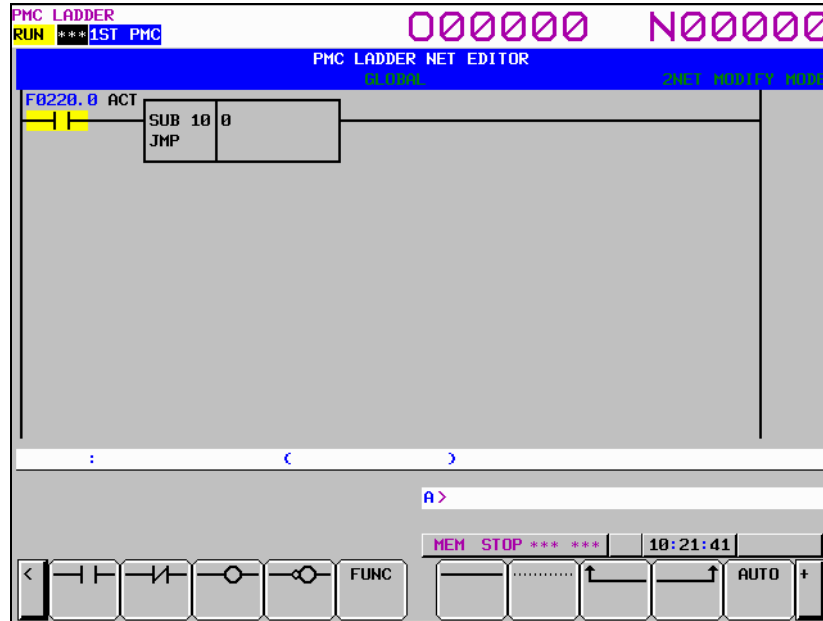 PMC LADDER
RUN ***1ST PMC
O00000 N00000
PMC LADDER NET EDITOR
GLOBAL 2NET MODIFY MODE
F0220.0 ACT
SUB 10 0
JMP
: ( )
A>
MEM STOP *** ***
10:21:41
< FUNC AUTO +